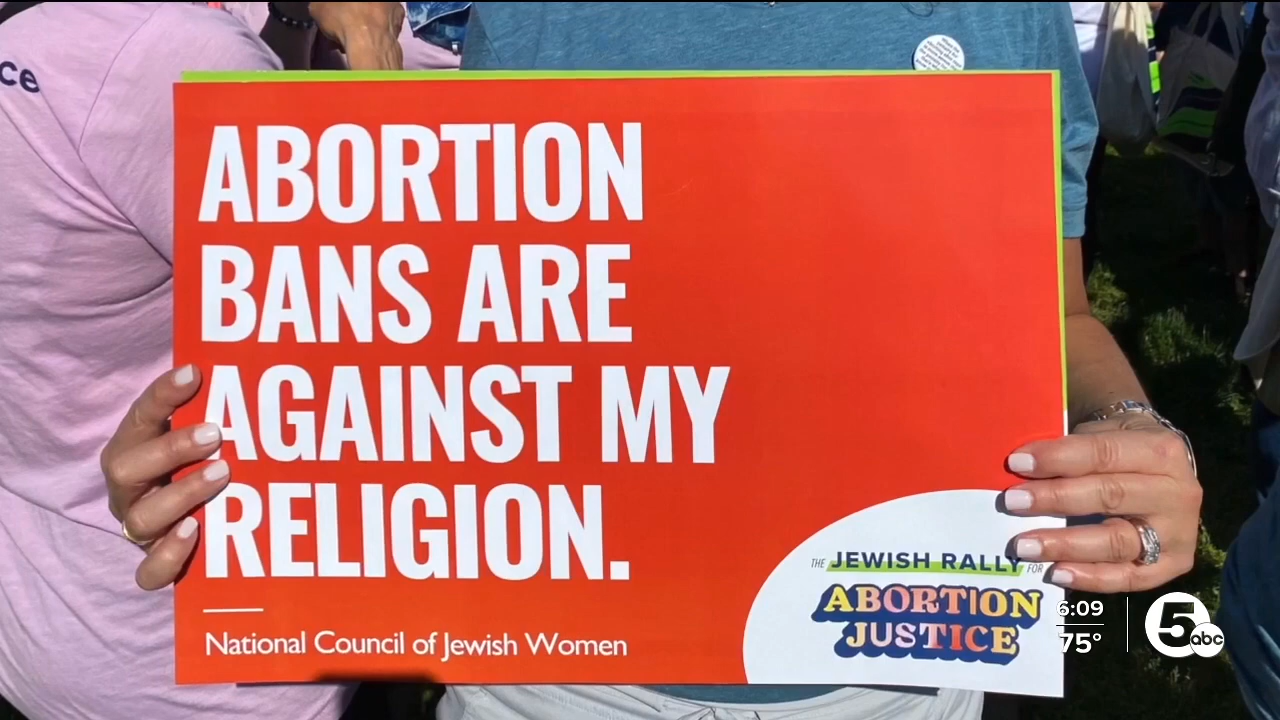 ce
ABORTION
BANS ARE
AGAINST MY
RELIGION.
National Council of Jewish Women
THE JEWISH RALLY FOR
ABORTION
JUSTICE
6:09
75°
5 abc